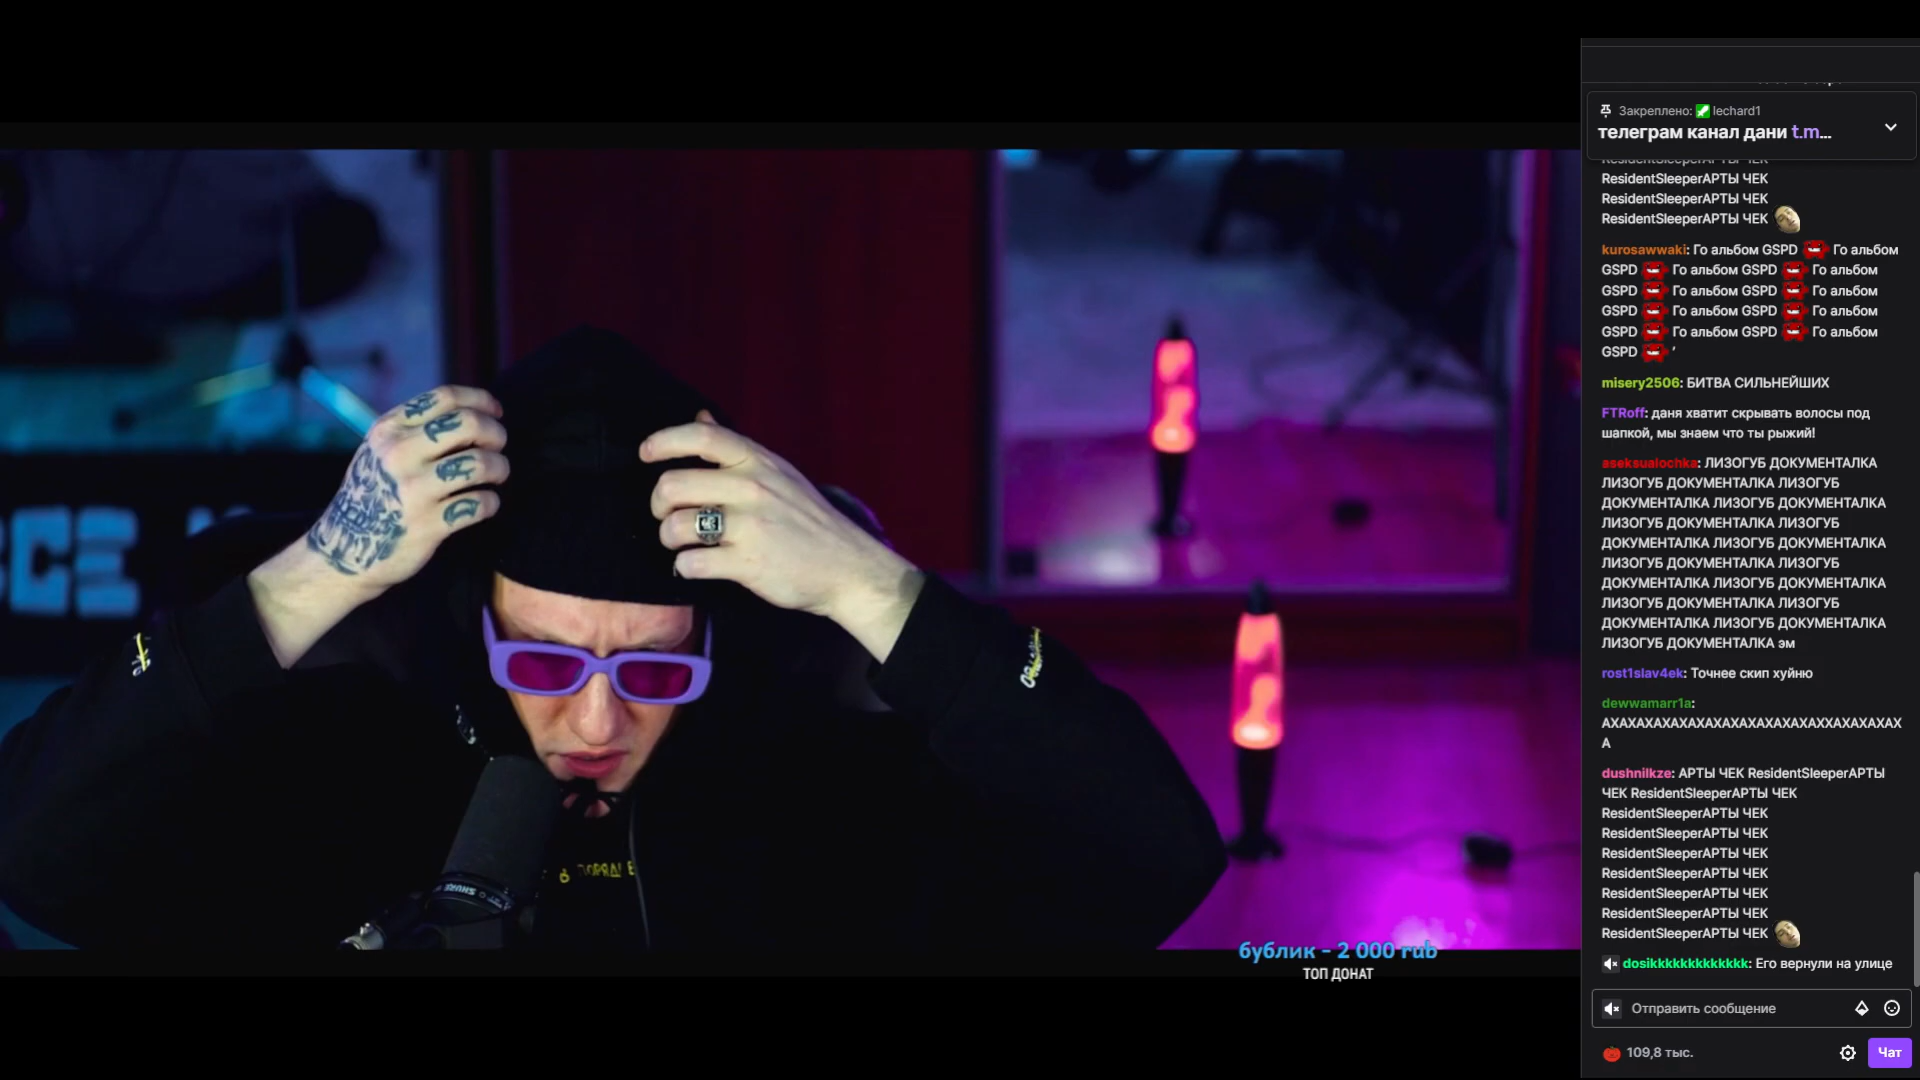 SHURE
бублик - 2 000 rub
ТОП ДОНАТ
Закреплено: lechard1
телеграм канал дани t.m...
ResidentSleeperАРТЫ ЧЕК
ResidentSleeperАРТЫ ЧЕК
ResidentSleeperАРТЫ ЧЕК
ResidentSleeperАРТЫ ЧЕК
kurosawwaki: Го альбом GSPD Го альбом
GSPD Го альбом GSPD Го альбом
GSPD Го альбом GSPD Го альбом
GSPD Го альбом GSPD Го альбом
GSPD Го альбом GSPD Го альбом
GSPD ′
misery2506: БИТВА СИЛЬНЕЙШИХ
FTRoff: даня хватит скрывать волосы под
шапкой, мы знаем что ты рыжий!
aseksualochka: ЛИЗОГУБ ДОКУМЕНТАЛКА
ЛИЗОГУБ ДОКУМЕНТАЛКА ЛИЗОГУБ
ДОКУМЕНТАЛКА ЛИЗОГУБ ДОКУМЕНТАЛКА
ЛИЗОГУБ ДОКУМЕНТАЛКА ЛИЗОГУБ
ДОКУМЕНТАЛКА ЛИЗОГУБ ДОКУМЕНТАЛКА
ЛИЗОГУБ ДОКУМЕНТАЛКА ЛИЗОГУБ
ДОКУМЕНТАЛКА ЛИЗОГУБ ДОКУМЕНТАЛКА
ЛИЗОГУБ ДОКУМЕНТАЛКА ЛИЗОГУБ
ДОКУМЕНТАЛКА ЛИЗОГУБ ДОКУМЕНТАЛКА
ЛИЗОГУБ ДОКУМЕНТАЛКА эм
rost1slav4ek: Точнее скип хуйню
dewwamarr1a:
АХАХАХАХАХАХАХАХАХАХАХАХАХАХАХАХАХ
А
dushnilkze: АРТЫ ЧЕК ResidentSleeperАРТЫ
ЧЕК ResidentSleeperАРТЫ ЧЕК
ResidentSleeperАРТЫ ЧЕК
ResidentSleeperАРТЫ ЧЕК
ResidentSleeperАРТЫ ЧЕК
ResidentSleeperАРТЫ ЧЕК
ResidentSleeperАРТЫ ЧЕК
ResidentSleeperАРТЫ ЧЕК
ResidentSleeperАРТЫ ЧЕК
dosikkkkkkkkkkkkk: Его вернули на улице
Отправить сообщение
109,8 тыс.
Чат